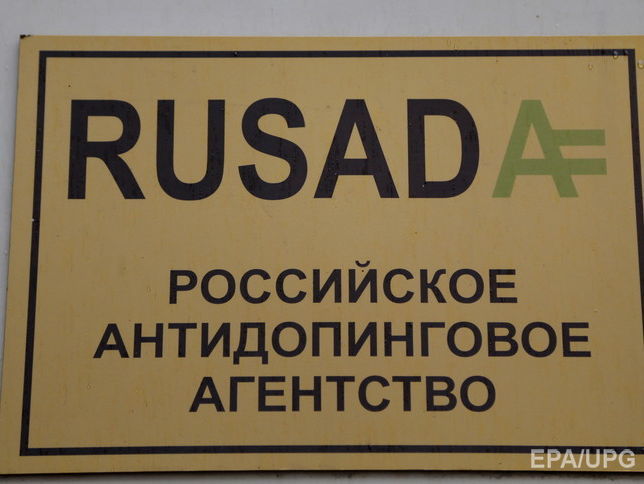 RUSADA
РОССИЙСКОЕ
АНТИДОПИНГОВОЕ
АГЕНТСТВО
EPA/UPG